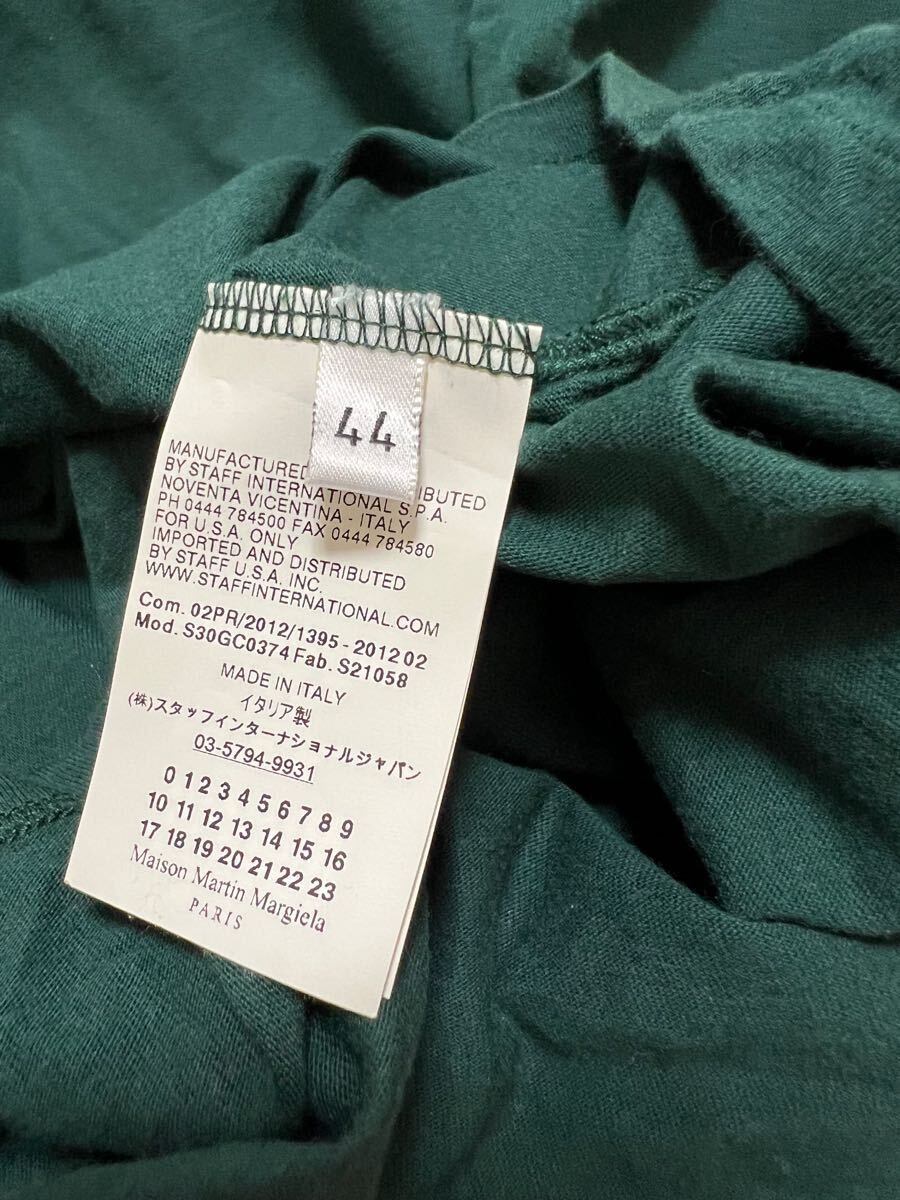 44
MANUFACTURED RIBUTED
BY STAFF INTERNATIONAL S.P.A.
NOVENTA VICENTINA - ITALY
PH 0444 784500 FAX 0444 784580
FOR U.S.A. ONLY
IMPORTED AND DISTRIBUTED
BY STAFF U.S.A. INC.
WWW.STAFFINTERNATIONAL.COM
Com. 02PR/2012/1395 - 2012 02
Mod. S30GC0374 Fab. S21058
MADE IN ITALY
イタリア製
(株)スタッフインターナショナルジャパン
03-5794-9931
0 1 2 3 4 5 6 7 8 9
10 11 12 13 14 15 16
17 18 19 20 21 22 23
Maison Martin Margiela
PARIS